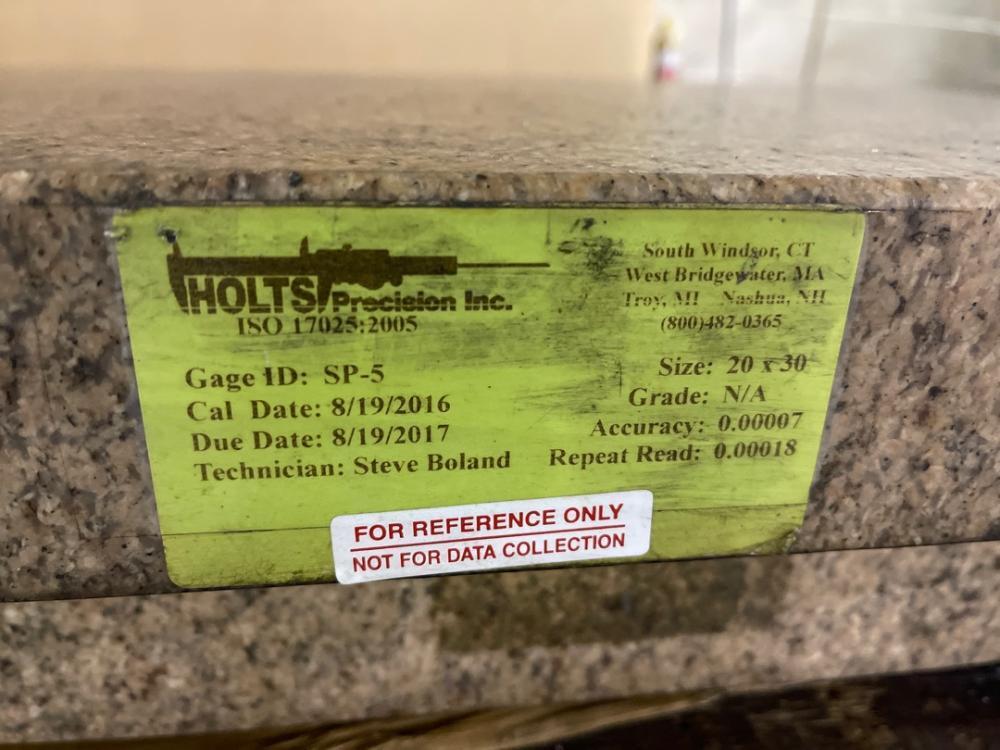 HOLTS Precision Inc.
ISO 17025:2005
South Windsor, CT
West Bridgewater, MA
Troy, MI Nashua, NH
(800)482-0365
Gage ID: SP-5
Cal Date: 8/19/2016
Due Date: 8/19/2017
Technician: Steve Boland
Size: 20 x 30
Grade: N/A
Accuracy: 0.00007
Repeat Read: 0.00018
FOR REFERENCE ONLY
NOT FOR DATA COLLECTION